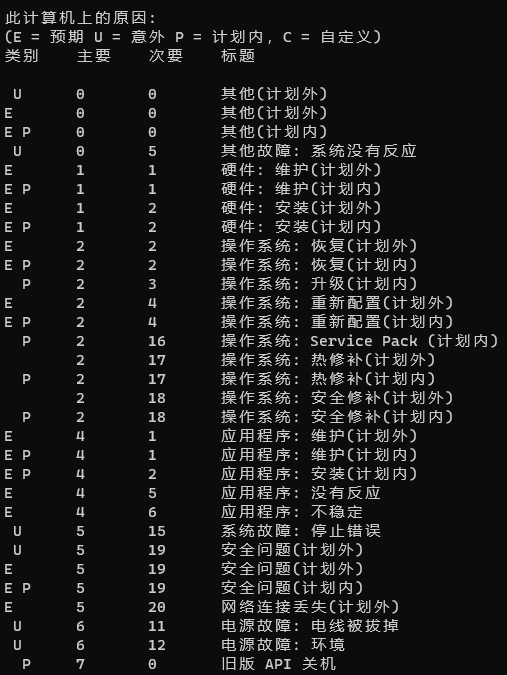 此计算机上的原因:
(E = 预期 U = 意外 P = 计划内, C = 自定义)
类别    主要    次要    标题
 U      0       0       其他(计划外)
E       0       0       其他(计划外)
E P     0       0       其他(计划内)
 U      0       5       其他故障: 系统没有反应
E       1       1       硬件: 维护(计划外)
E P     1       1       硬件: 维护(计划内)
E       1       2       硬件: 安装(计划外)
E P     1       2       硬件: 安装(计划内)
E       2       2       操作系统: 恢复(计划外)
E P     2       2       操作系统: 恢复(计划内)
  P     2       3       操作系统: 升级(计划内)
E       2       4       操作系统: 重新配置(计划外)
E P     2       4       操作系统: 重新配置(计划内)
  P     2       16      操作系统: Service Pack (计划内)
        2       17      操作系统: 热修补(计划外)
  P     2       17      操作系统: 热修补(计划内)
        2       18      操作系统: 安全修补(计划外)
  P     2       18      操作系统: 安全修补(计划内)
E       4       1       应用程序: 维护(计划外)
E P     4       1       应用程序: 维护(计划内)
E P     4       2       应用程序: 安装(计划内)
E       4       5       应用程序: 没有反应
E       4       6       应用程序: 不稳定
 U      5       15      系统故障: 停止错误
 U      5       19      安全问题(计划外)
E       5       19      安全问题(计划外)
E P     5       19      安全问题(计划内)
E       5       20      网络连接丢失(计划外)
 U      6       11      电源故障: 电线被拔掉
 U      6       12      电源故障: 环境
  P     7       0       旧版 API 关机